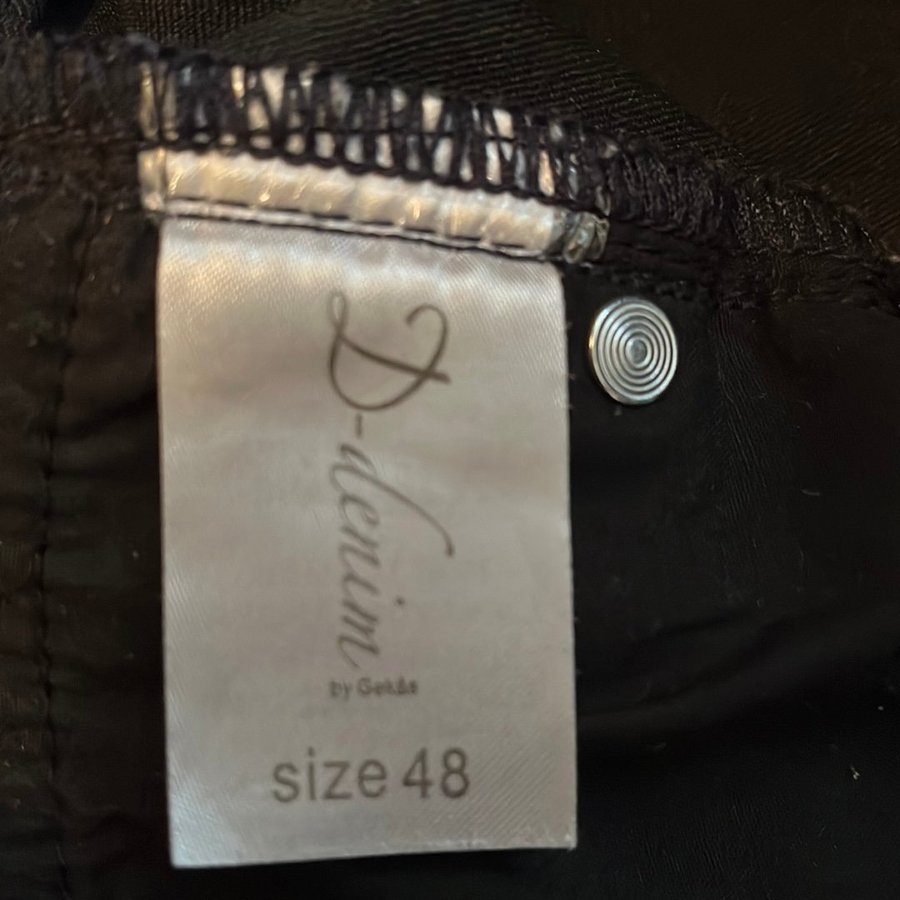 D-denim
by Gekås
size 48